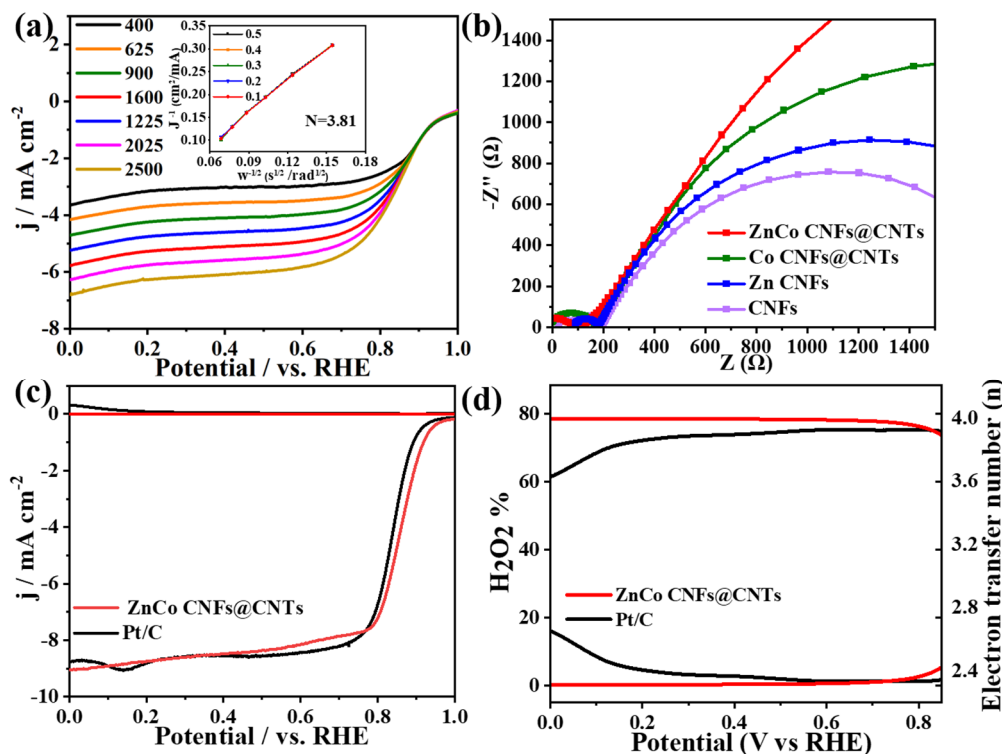 (a)
400
625
900
1600
1225
2025
2500
2
0
-2
-4
-6
-8
j / mA cm-2
0.0 0.2 0.4 0.6 0.8 1.0
Potential / vs. RHE
0.35
0.30
0.25
0.20
0.15
0.10
J-1 (cm2/mA)
0.5
0.4
0.3
0.2
0.1
N=3.81
0.06 0.09 0.12 0.15 0.18
w-1/2 (s1/2 /rad1/2)
(b)
1400
1200
1000
800
600
400
200
0
-Z'' (Ω)
ZnCo CNFs@CNTs
Co CNFs@CNTs
Zn CNFs
CNFs
0 200 400 600 800 1000 1200 1400
Z (Ω)
(c)
0
-2
-4
-6
-8
-10
j / mA cm-2
ZnCo CNFs@CNTs
Pt/C
0.0 0.2 0.4 0.6 0.8 1.0
Potential / vs. RHE
(d)
80
60
40
20
0
H2O2 %
ZnCo CNFs@CNTs
Pt/C
4.0
3.6
3.2
2.8
2.4
Electron transfer number (n)
0.0 0.2 0.4 0.6 0.8
Potential (V vs RHE)